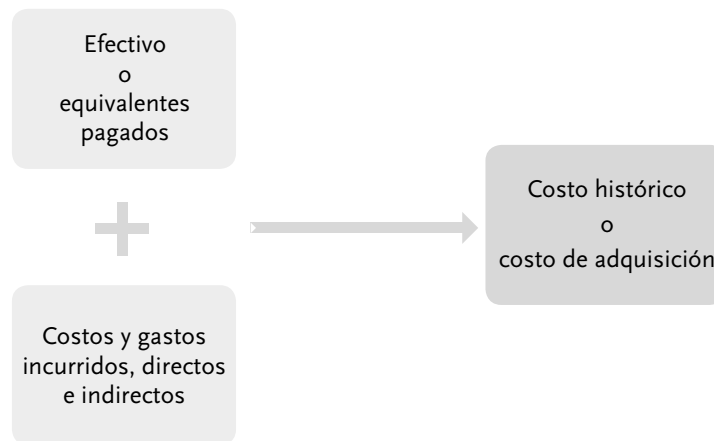 Efectivo
o
equivalentes
pagados
Costos y gastos
incurridos, directos
e indirectos
Costo histórico
o
costo de adquisición